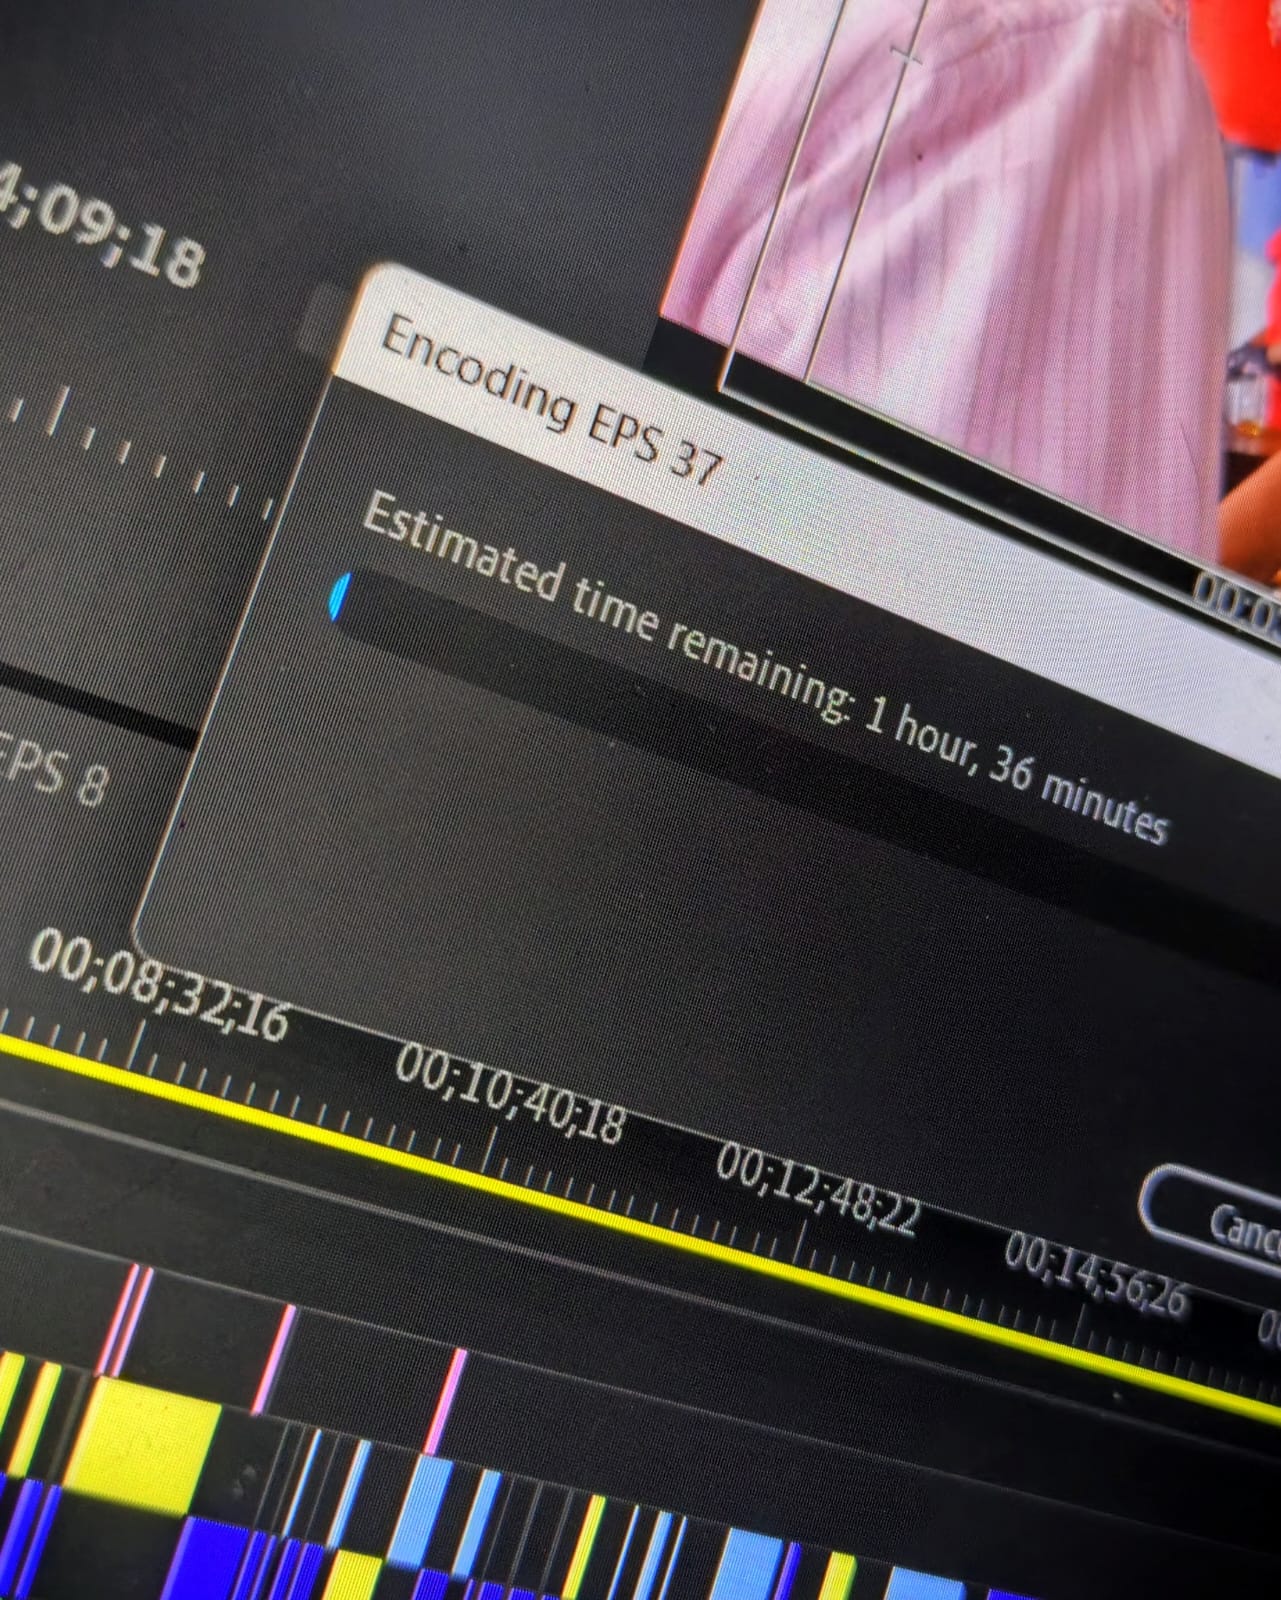 4;09;18
Encoding EPS 37
Estimated time remaining: 1 hour, 36 minutes
EPS 8
00;08;32;16
00;10;40;18
00;12;48;22
00;14;56;26